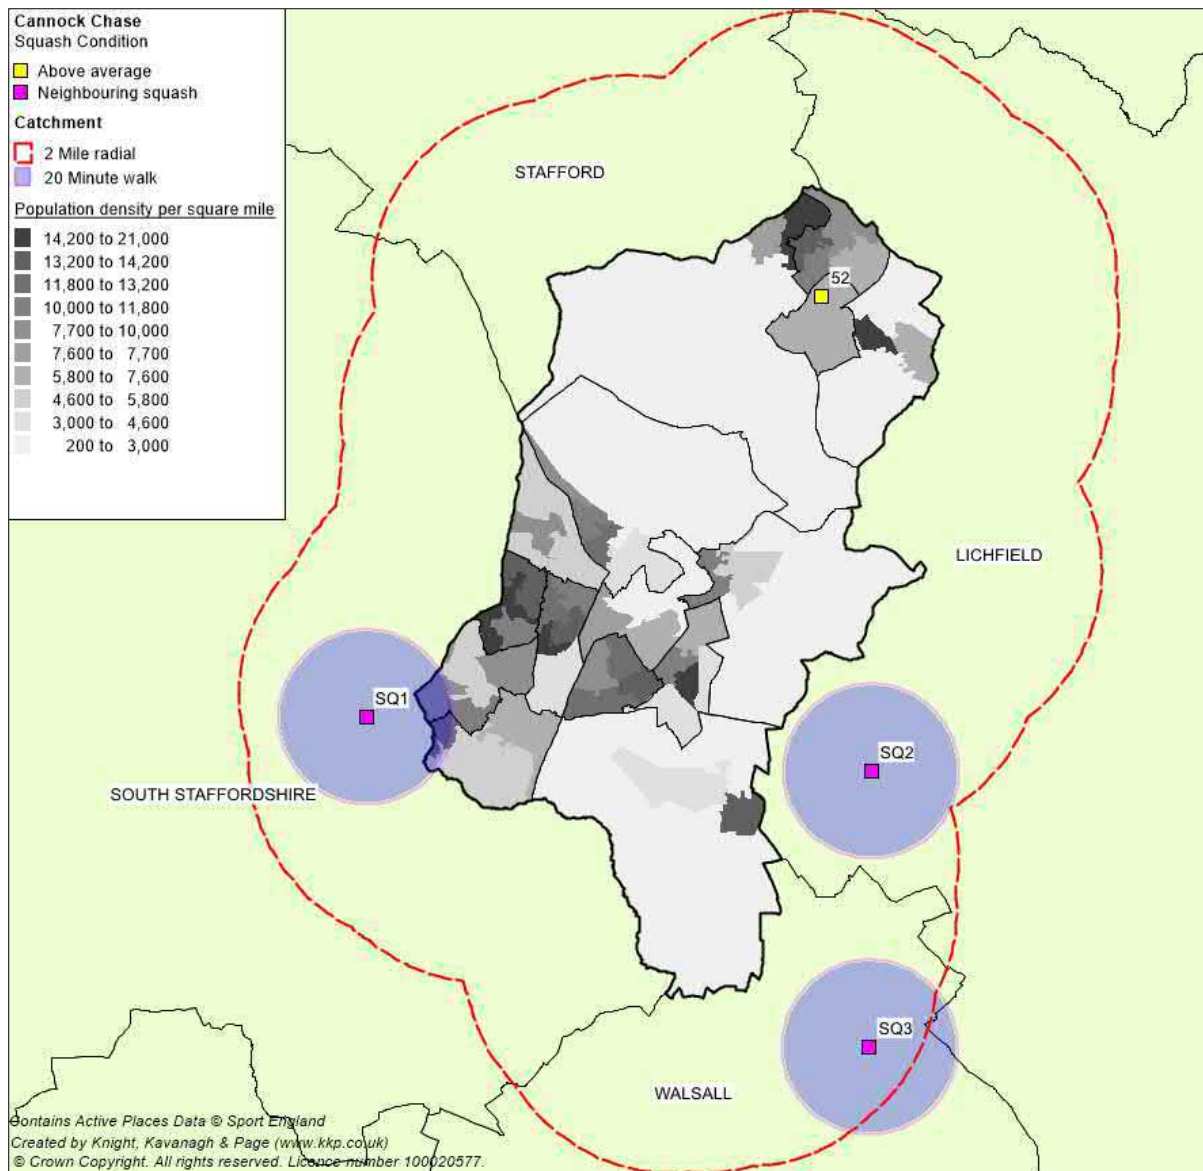 Cannock Chase
Squash Condition
Above average
Neighbouring squash
Catchment
2 Mile radial
20 Minute walk
Population density per square mile
14,200 to 21,000
13,200 to 14,200
11,800 to 13,200
10,000 to 11,800
7,700 to 10,000
7,600 to 7,700
5,800 to 7,600
4,600 to 5,800
3,000 to 4,600
200 to 3,000
STAFFORD
52
LICHFIELD
SQ1
SQ2
SOUTH STAFFORDSHIRE
SQ3
WALSALL
Contains Active Places Data © Sport England
Created by Knight, Kavanagh & Page (www.kkp.co.uk)
© Crown Copyright. All rights reserved. Licence number 100020577.